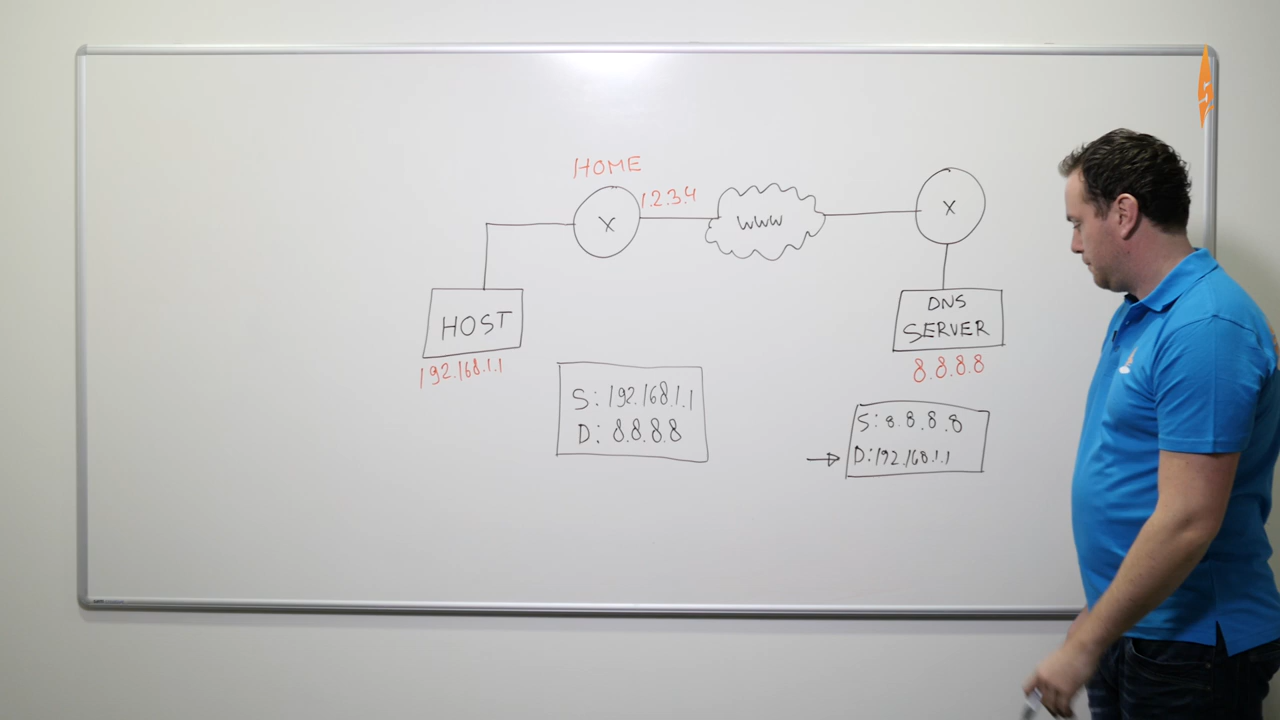 HOME
1.2.3.4
X
WWW
X
HOST
192.168.1.1
DNS
SERVER
8.8.8.8
S: 192.168.1.1
D: 8.8.8.8
S: 8.8.8.8
D: 192.168.1.1